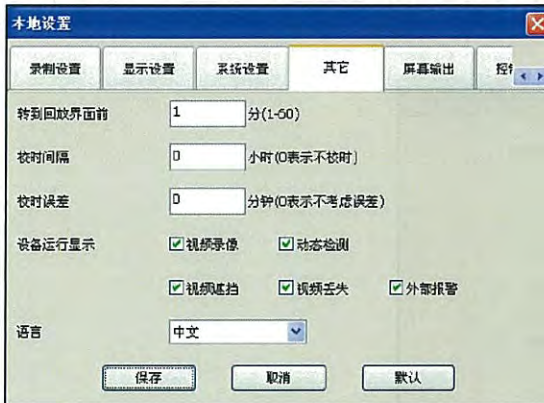 本地设置
录制设置 显示设置 系统设置 其它 屏幕输出
转到回放界面前 1 分(1-60)
校时间隔 0 小时(0表示不校时)
校时误差 0 分钟(0表示不考虑误差)
设备运行显示 视频录像 动态检测
视频遮挡 视频丢失 外部报警
语言 中文
保存 取消 默认